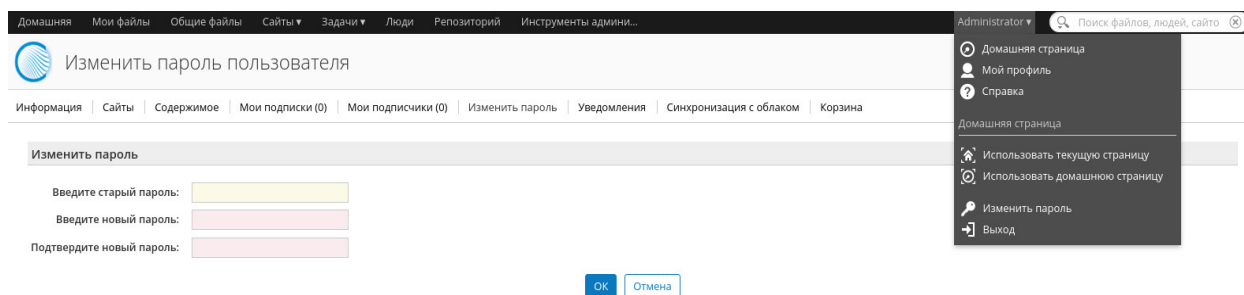 Домашняя Мои файлы Общие файлы Сайты Задачи Люди Репозиторий Инструменты админи... Administrator Поиск файлов, людей, сайто
Изменить пароль пользователя
Информация Сайты Содержимое Мои подписки (0) Мои подписчики (0) Изменить пароль Уведомления Синхронизация с облаком Корзина
Домашняя страница
Мой профиль
Справка
Домашняя страница
Использовать текущую страницу
Использовать домашнюю страницу
Изменить пароль
Выход
Изменить пароль
Введите старый пароль:
Введите новый пароль:
Подтвердите новый пароль:
OK Отмена